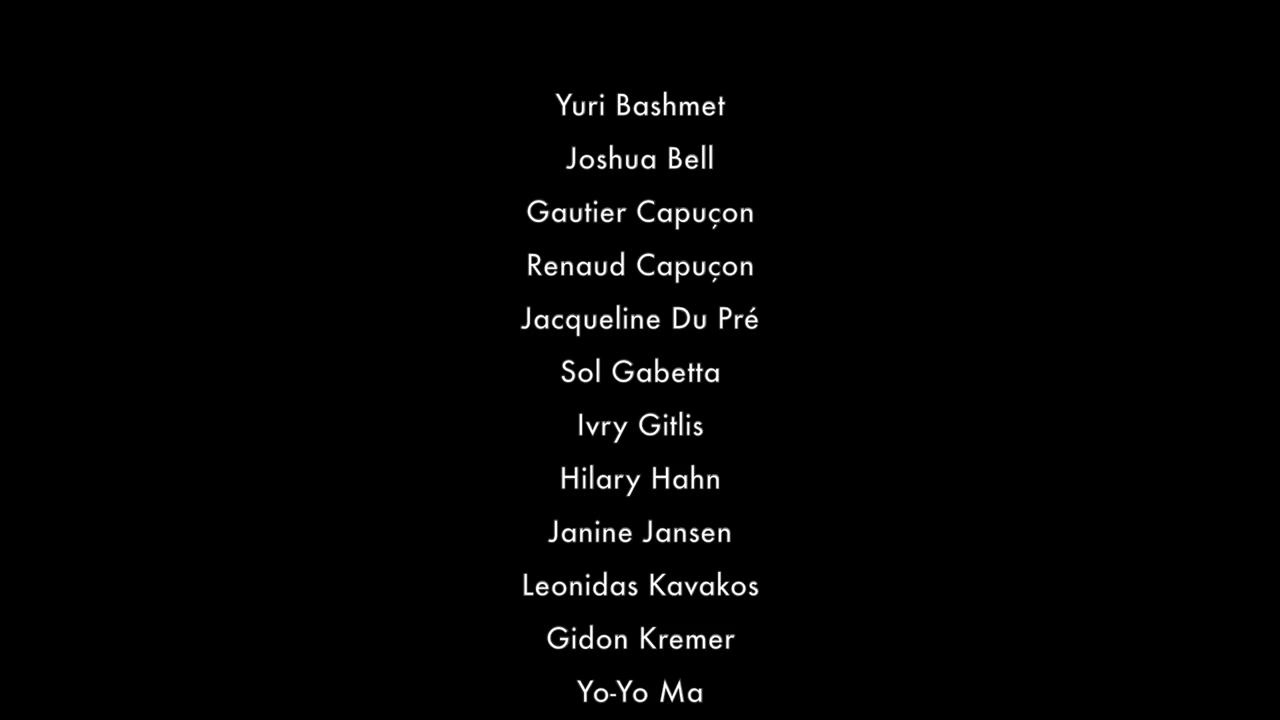 Yuri Bashmet
Joshua Bell
Gautier Capuçon
Renaud Capuçon
Jacqueline Du Pré
Sol Gabetta
Ivry Gitlis
Hilary Hahn
Janine Jansen
Leonidas Kavakos
Gidon Kremer
Yo-Yo Ma